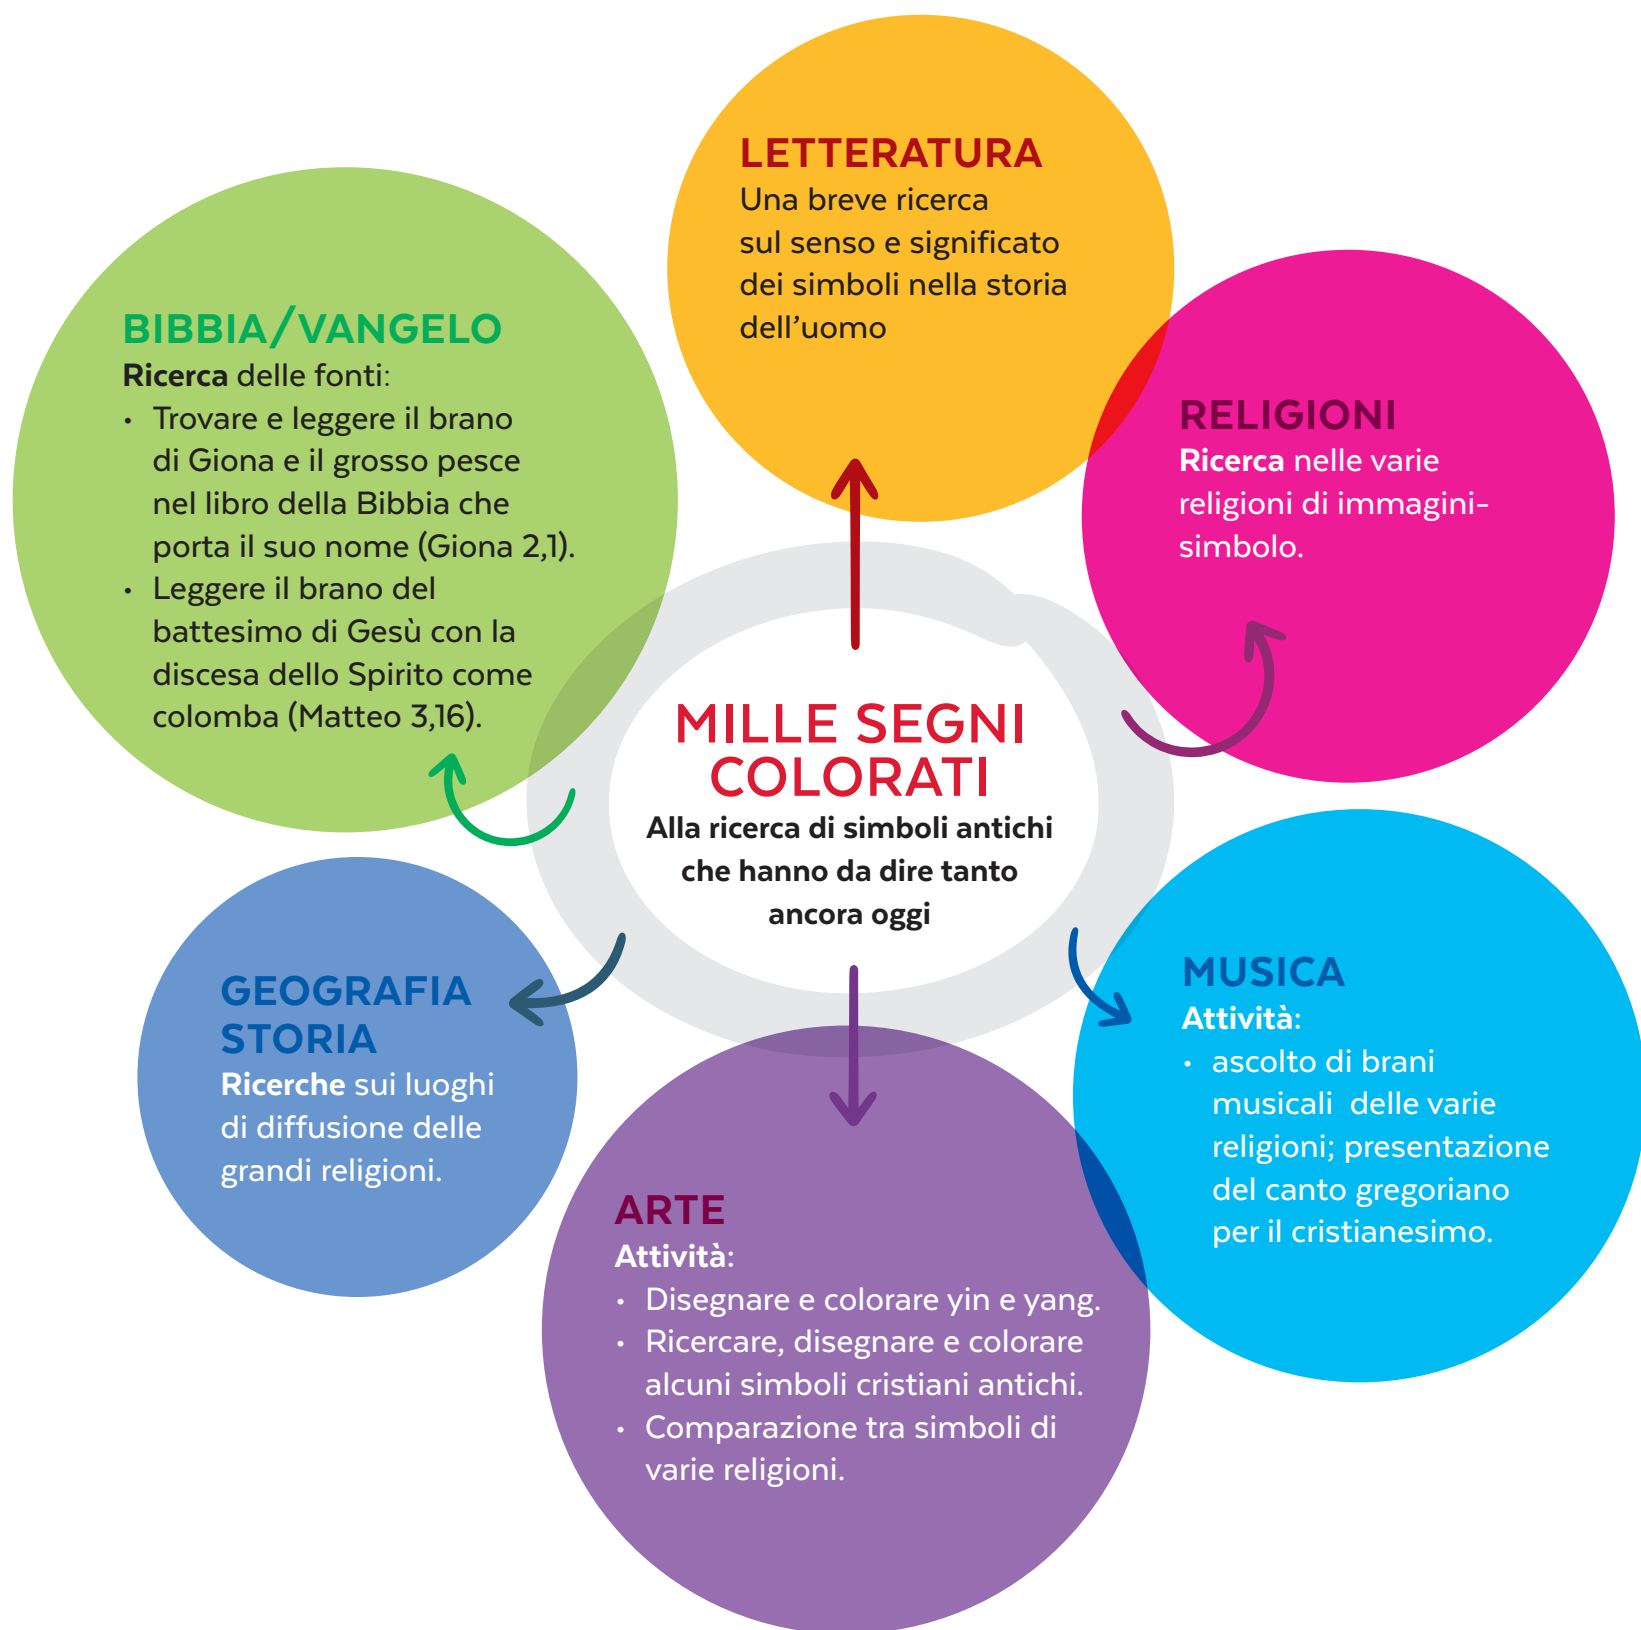 LETTERATURA
Una breve ricerca
sul senso e significato
dei simboli nella storia
dell’uomo
BIBBIA/VANGELO
Ricerca delle fonti:
• Trovare e leggere il brano
di Giona e il grosso pesce
nel libro della Bibbia che
porta il suo nome (Giona 2,1).
• Leggere il brano del
battesimo di Gesù con la
discesa dello Spirito come
colomba (Matteo 3,16).
RELIGIONI
Ricerca nelle varie
religioni di immagini-
simbolo.
MILLE SEGNI
COLORATI
Alla ricerca di simboli antichi
che hanno da dire tanto
ancora oggi
GEOGRAFIA
STORIA
Ricerche sui luoghi
di diffusione delle
grandi religioni.
MUSICA
Attività:
• ascolto di brani
musicali delle varie
religioni; presentazione
del canto gregoriano
per il cristianesimo.
ARTE
Attività:
• Disegnare e colorare yin e yang.
• Ricercare, disegnare e colorare
alcuni simboli cristiani antichi.
• Comparazione tra simboli di
varie religioni.